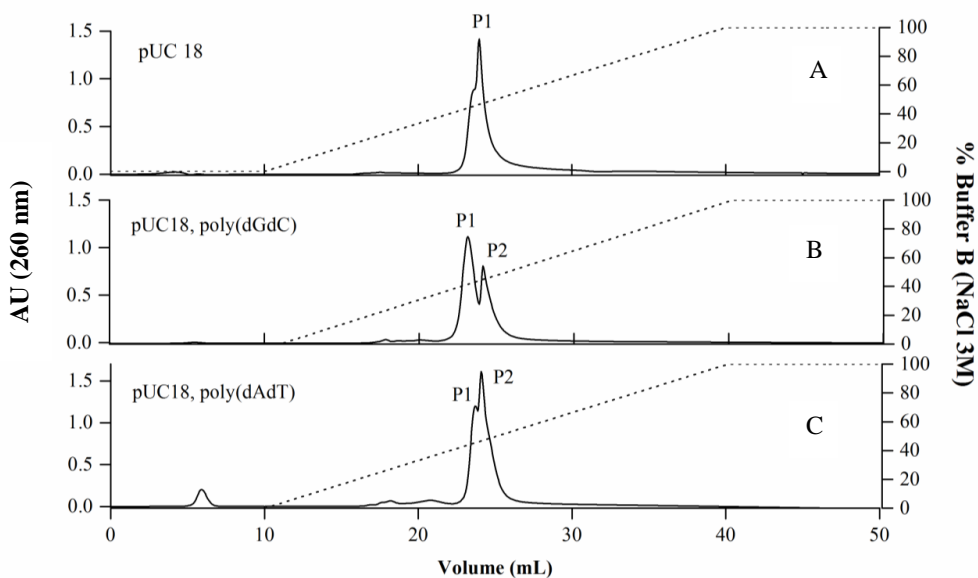 P1
1.5
1.0
0.5
0.0
pUC 18
A
100
80
60
40
20
0
P1
P2
1.5
1.0
0.5
0.0
pUC18, poly(dGdC)
B
100
80
60
40
20
0
P1
P2
1.5
1.0
0.5
0.0
pUC18, poly(dAdT)
C
100
80
60
40
20
0
0 10 20 30 40 50
Volume (mL)
AU (260 nm)
% Buffer B (NaCl 3M)